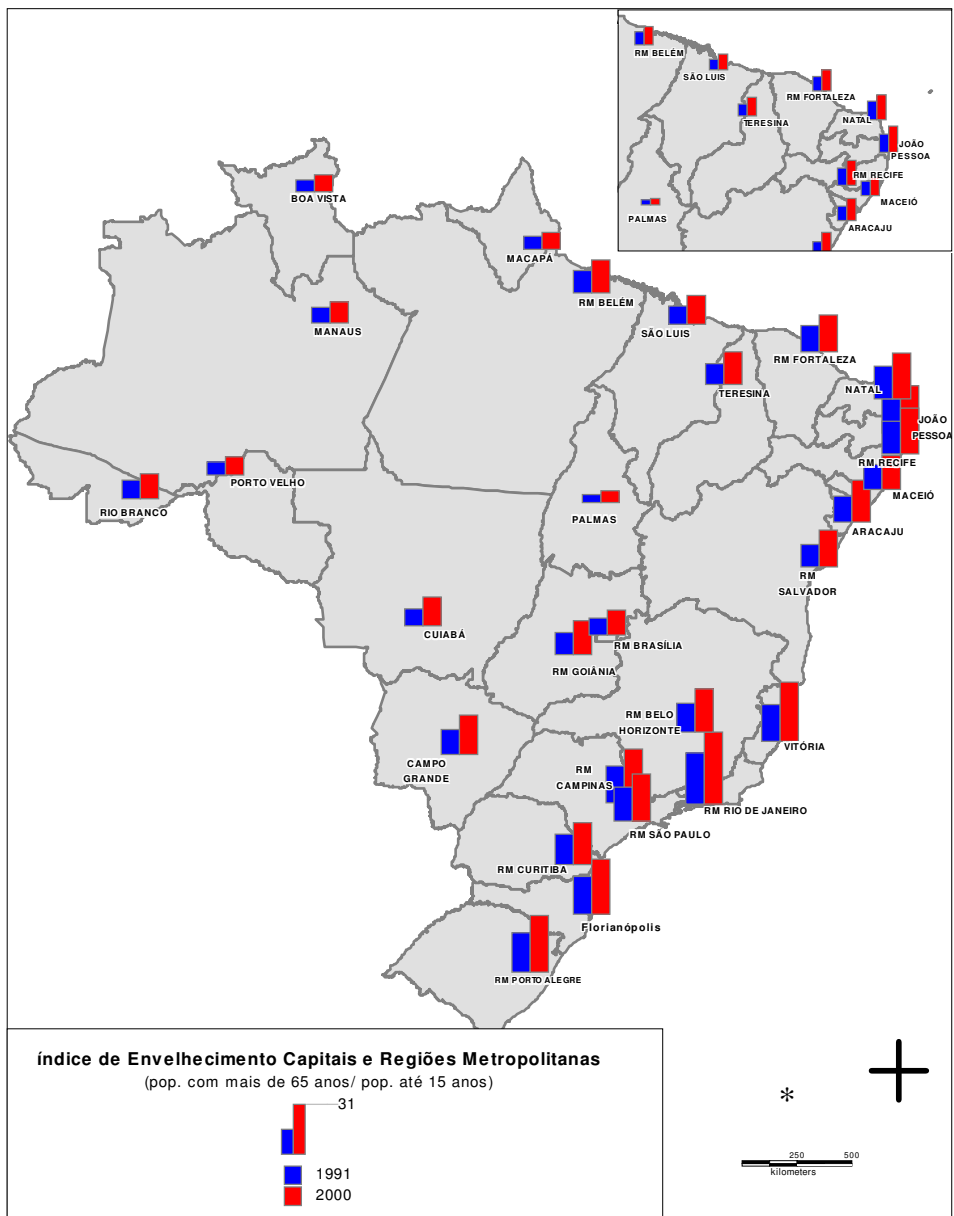 RM BELÉM
SÃO LUIS
RM FORTALEZA
TERESINA
NATAL
JOÃO
PESSOA
RM RECIFE
MACEIÓ
PALMAS
ARACAJU
BOA VISTA
MACAPÁ
RM BELÉM
MANAUS
SÃO LUIS
RM FORTALEZA
TERESINA
NATAL
JOÃO
PESSOA
RM RECIFE
PORTO VELHO
RIO BRANCO
PALMAS
MACEIÓ
ARACAJU
RM
SALVADOR
CUIABÁ
RM BRASÍLIA
RM GOIÂNIA
RM BELO
HORIZONTE
VITÓRIA
CAMPO
GRANDE
RM
CAMPINAS
RM RIO DE JANEIRO
RM SÃO PAULO
RM CURITIBA
Florianópolis
RM PORTO ALEGRE
índice de Envelhecimento Capitais e Regiões Metropolitanas
(pop. com mais de 65 anos/ pop. até 15 anos)
31
1991
2000
*
250 500
kilometers